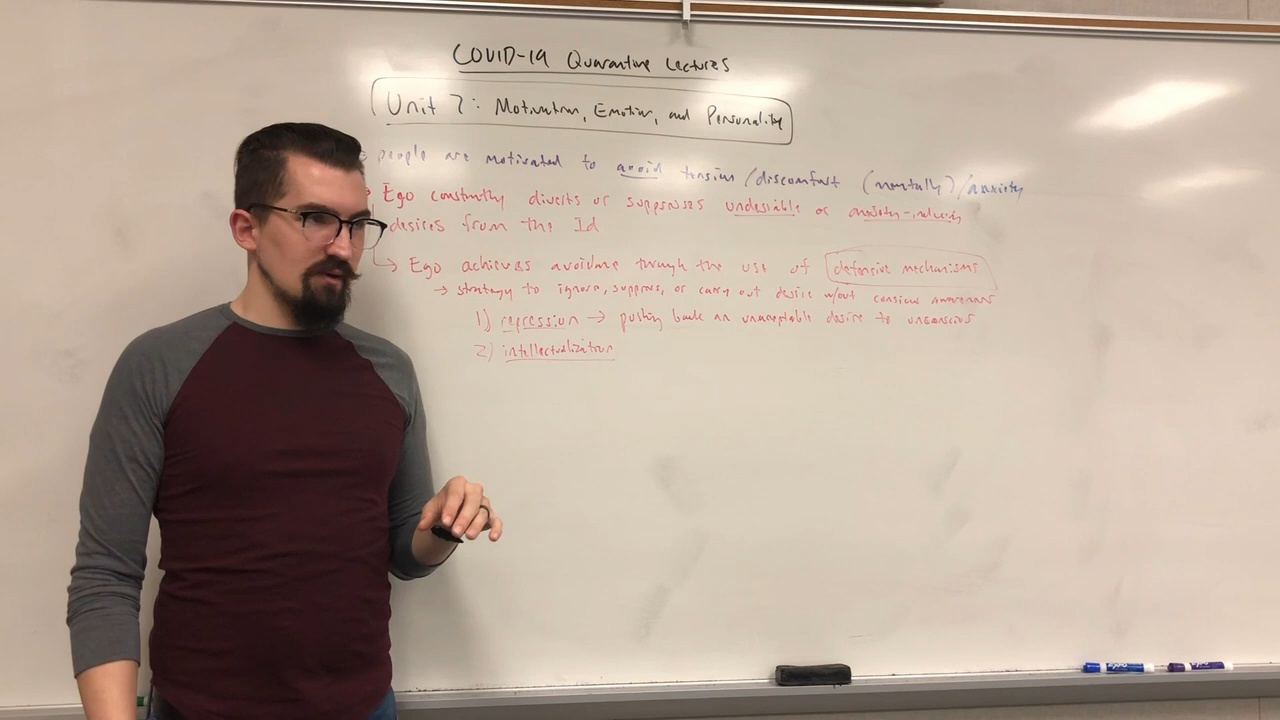 COVID-19 Quarantine Lectures
Unit 7: Motivation, Emotion, and Personality
people are motivated to avoid tension/discomfort (mentally)/anxiety
Ego constantly diverts or suppresses undesirable or anxiety-inducing
desires from the Id
→ Ego achieves avoidance through the use of defensive mechanisms
→ strategy to ignore, suppress, or carry out desire w/out conscious awareness
1) repression → pushing back an unacceptable desire to unconscious
2) intellectualization